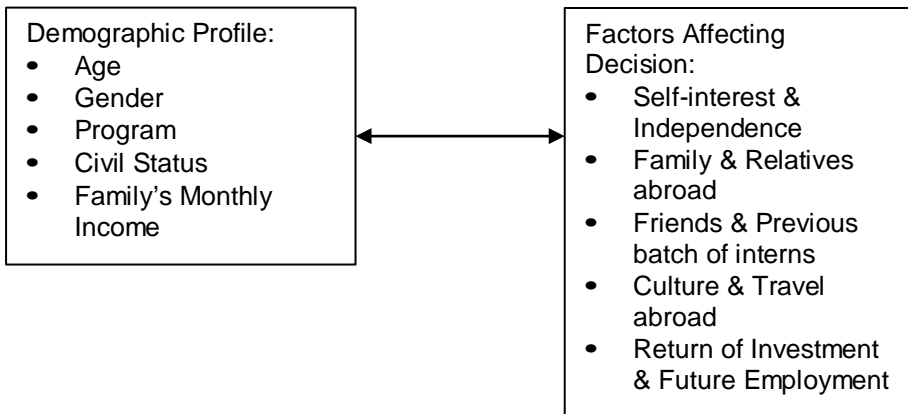 Demographic Profile:
• Age
• Gender
• Program
• Civil Status
• Family’s Monthly
Income
Factors Affecting
Decision:
• Self-interest &
Independence
• Family & Relatives
abroad
• Friends & Previous
batch of interns
• Culture & Travel
abroad
• Return of Investment
& Future Employment